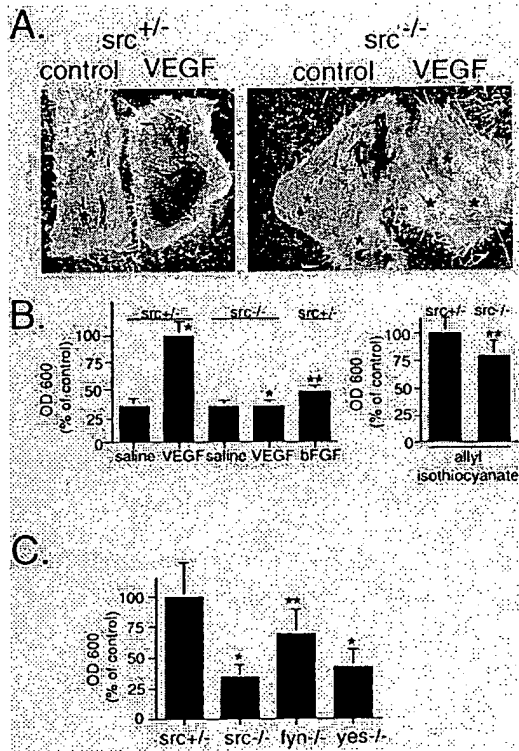 A.
src+/- src-/-
control VEGF control VEGF
B.
src+/- src-/- src+/-
OD 600
(% of control)
100
75
50
25
0
saline VEGF saline VEGF bFGF
* * **
src+/- src-/-
OD 600
(% of control)
100
75
50
25
0
**
allyl
isothiocyanate
C.
OD 600
(% of control)
100
75
50
25
0
* ** *
src+/- src-/- fyn-/- yes-/-